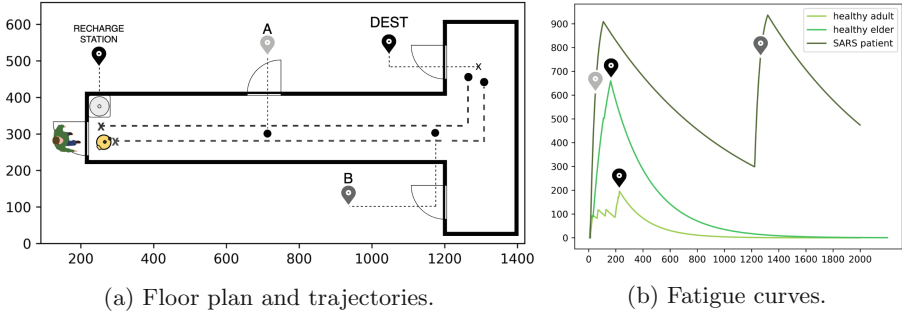 RECHARGE
STATION
A
DEST
B
x
x
x
600
500
400
300
200
100
0
200 400 600 800 1000 1200 1400
(a) Floor plan and trajectories.
healthy adult
healthy elder
SARS patient
900
800
700
600
500
400
300
200
100
0
0 200 400 600 800 1000 1200 1400 1600 1800 2000
(b) Fatigue curves.